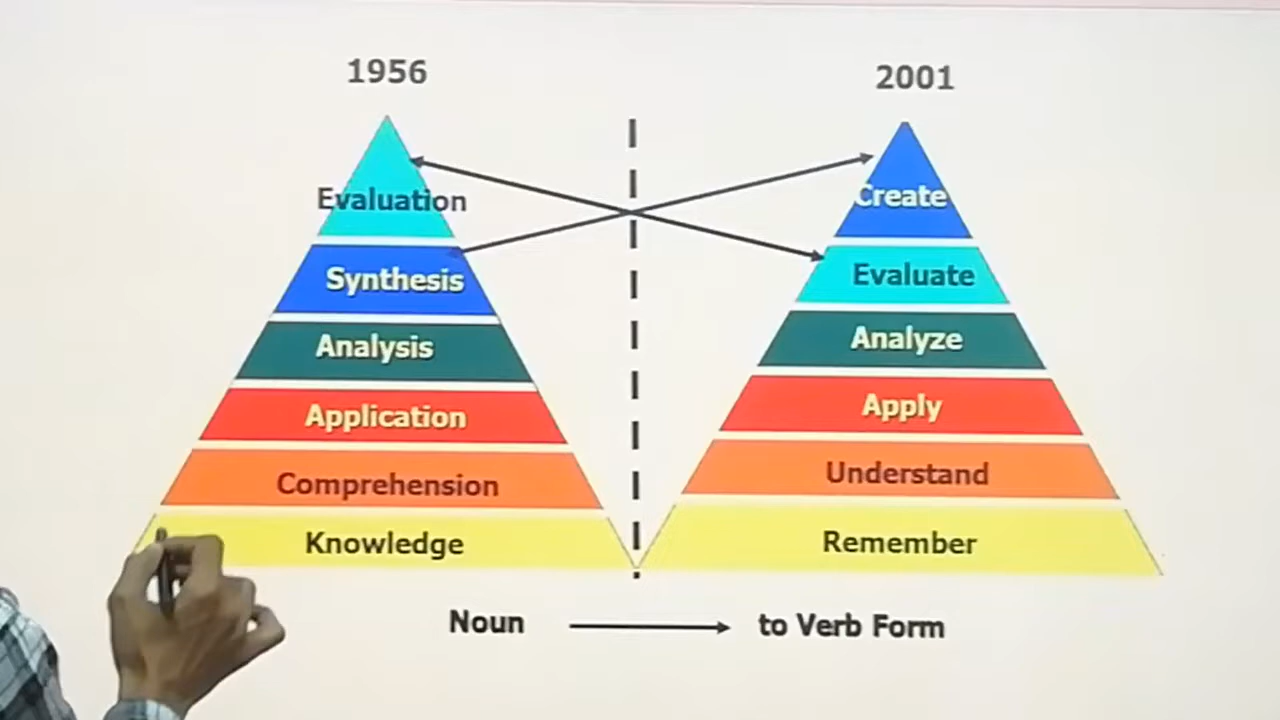 1956
2001
Evaluation
Synthesis
Analysis
Application
Comprehension
Knowledge
Create
Evaluate
Analyze
Apply
Understand
Remember
Noun
to Verb Form